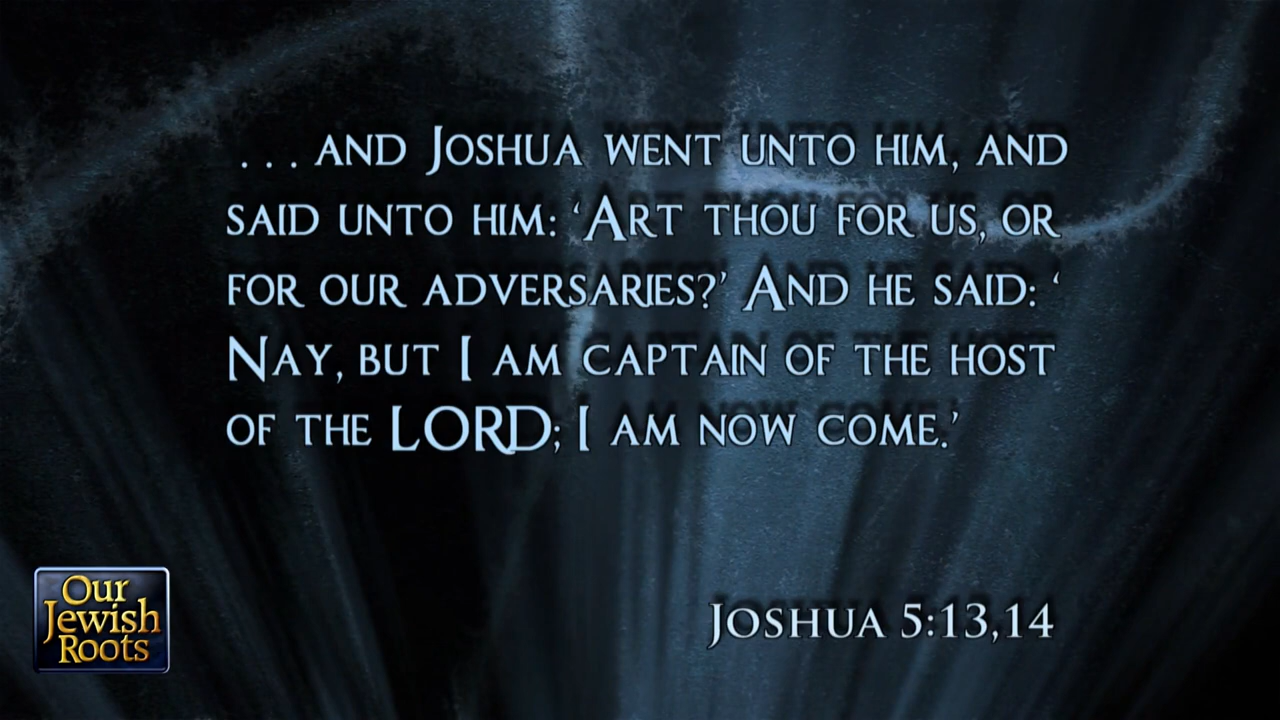 . . . and Joshua went unto him, and
said unto him: ‘Art thou for us, or
for our adversaries?’ And he said: ‘
Nay, but I am captain of the host
of the LORD; I am now come.’
Joshua 5:13,14
Our
Jewish
Roots